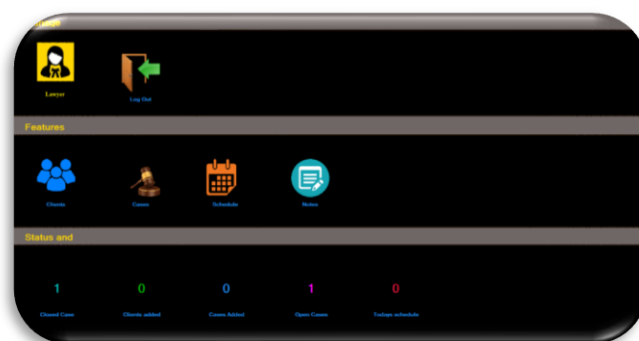 Lawyer Log Out
Features
Clients Cases Schedule Notes
Status and
1 0 0 1 0
Closed Case Clients added Cases Added Open Cases Todays schedule